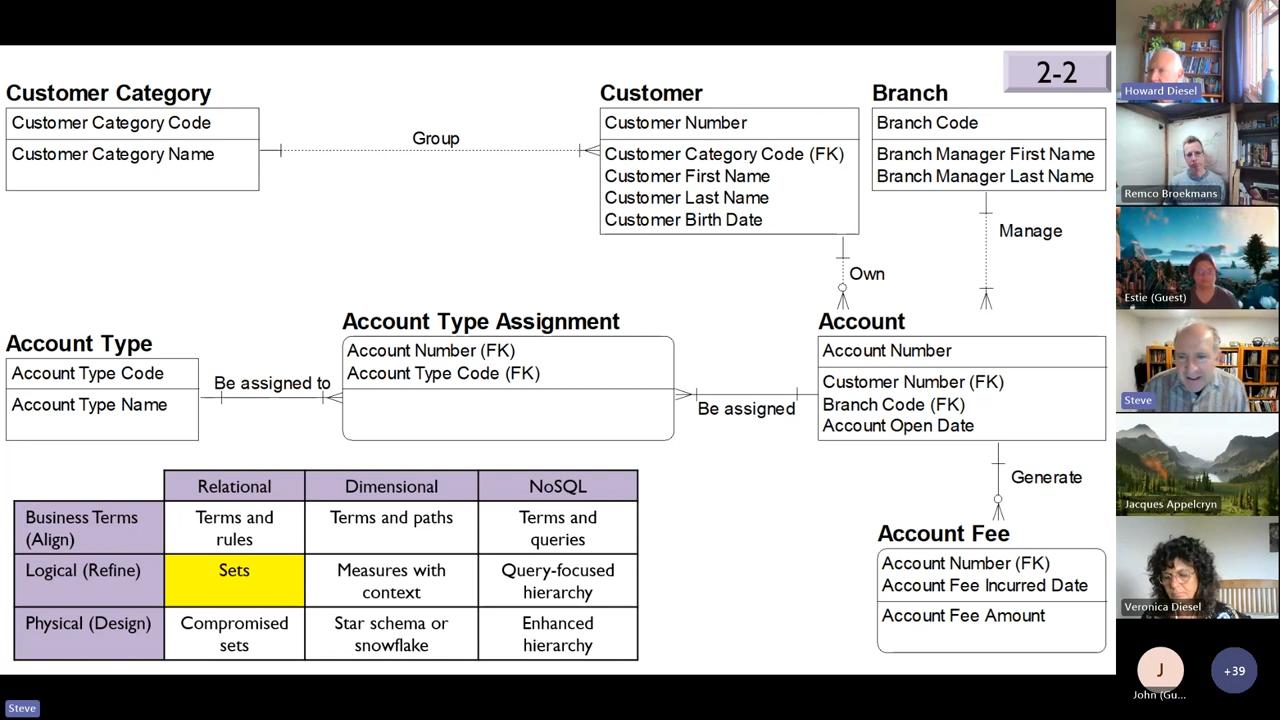 2-2
Customer Category
Customer Category Code
Customer Category Name
Group
Customer
Customer Number
Customer Category Code (FK)
Customer First Name
Customer Last Name
Customer Birth Date
Branch
Branch Code
Branch Manager First Name
Branch Manager Last Name
Own
Manage
Account Type
Account Type Code
Account Type Name
Be assigned to
Account Type Assignment
Account Number (FK)
Account Type Code (FK)
Be assigned
Account
Account Number
Customer Number (FK)
Branch Code (FK)
Account Open Date
Generate
Account Fee
Account Number (FK)
Account Fee Incurred Date
Account Fee Amount
Relational
Dimensional
NoSQL
Business Terms
(Align)
Terms and
rules
Terms and paths
Terms and
queries
Logical (Refine)
Sets
Measures with
context
Query-focused
hierarchy
Physical (Design)
Compromised
sets
Star schema or
snowflake
Enhanced
hierarchy
Howard Diesel
Remco Broekmans
Estie (Guest)
Steve
Jacques Appelcryn
Veronica Diesel
J
John (Gu...
+39
Steve